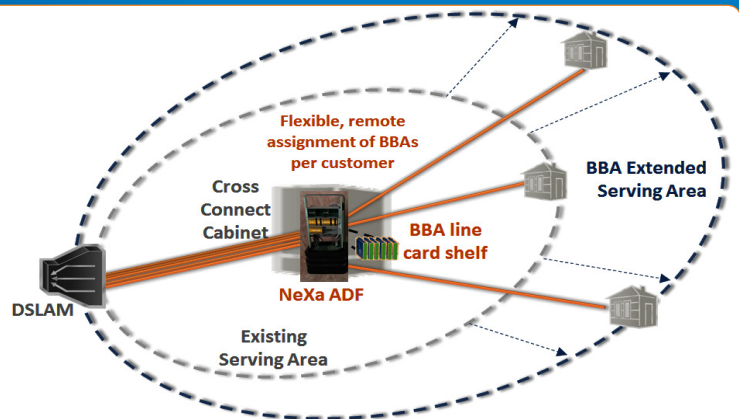 Flexible, remote
assignment of BBAs
per customer
BBA Extended
Serving Area
Cross
Connect
Cabinet
BBA line
card shelf
NeXa ADF
DSLAM
Existing
Serving Area